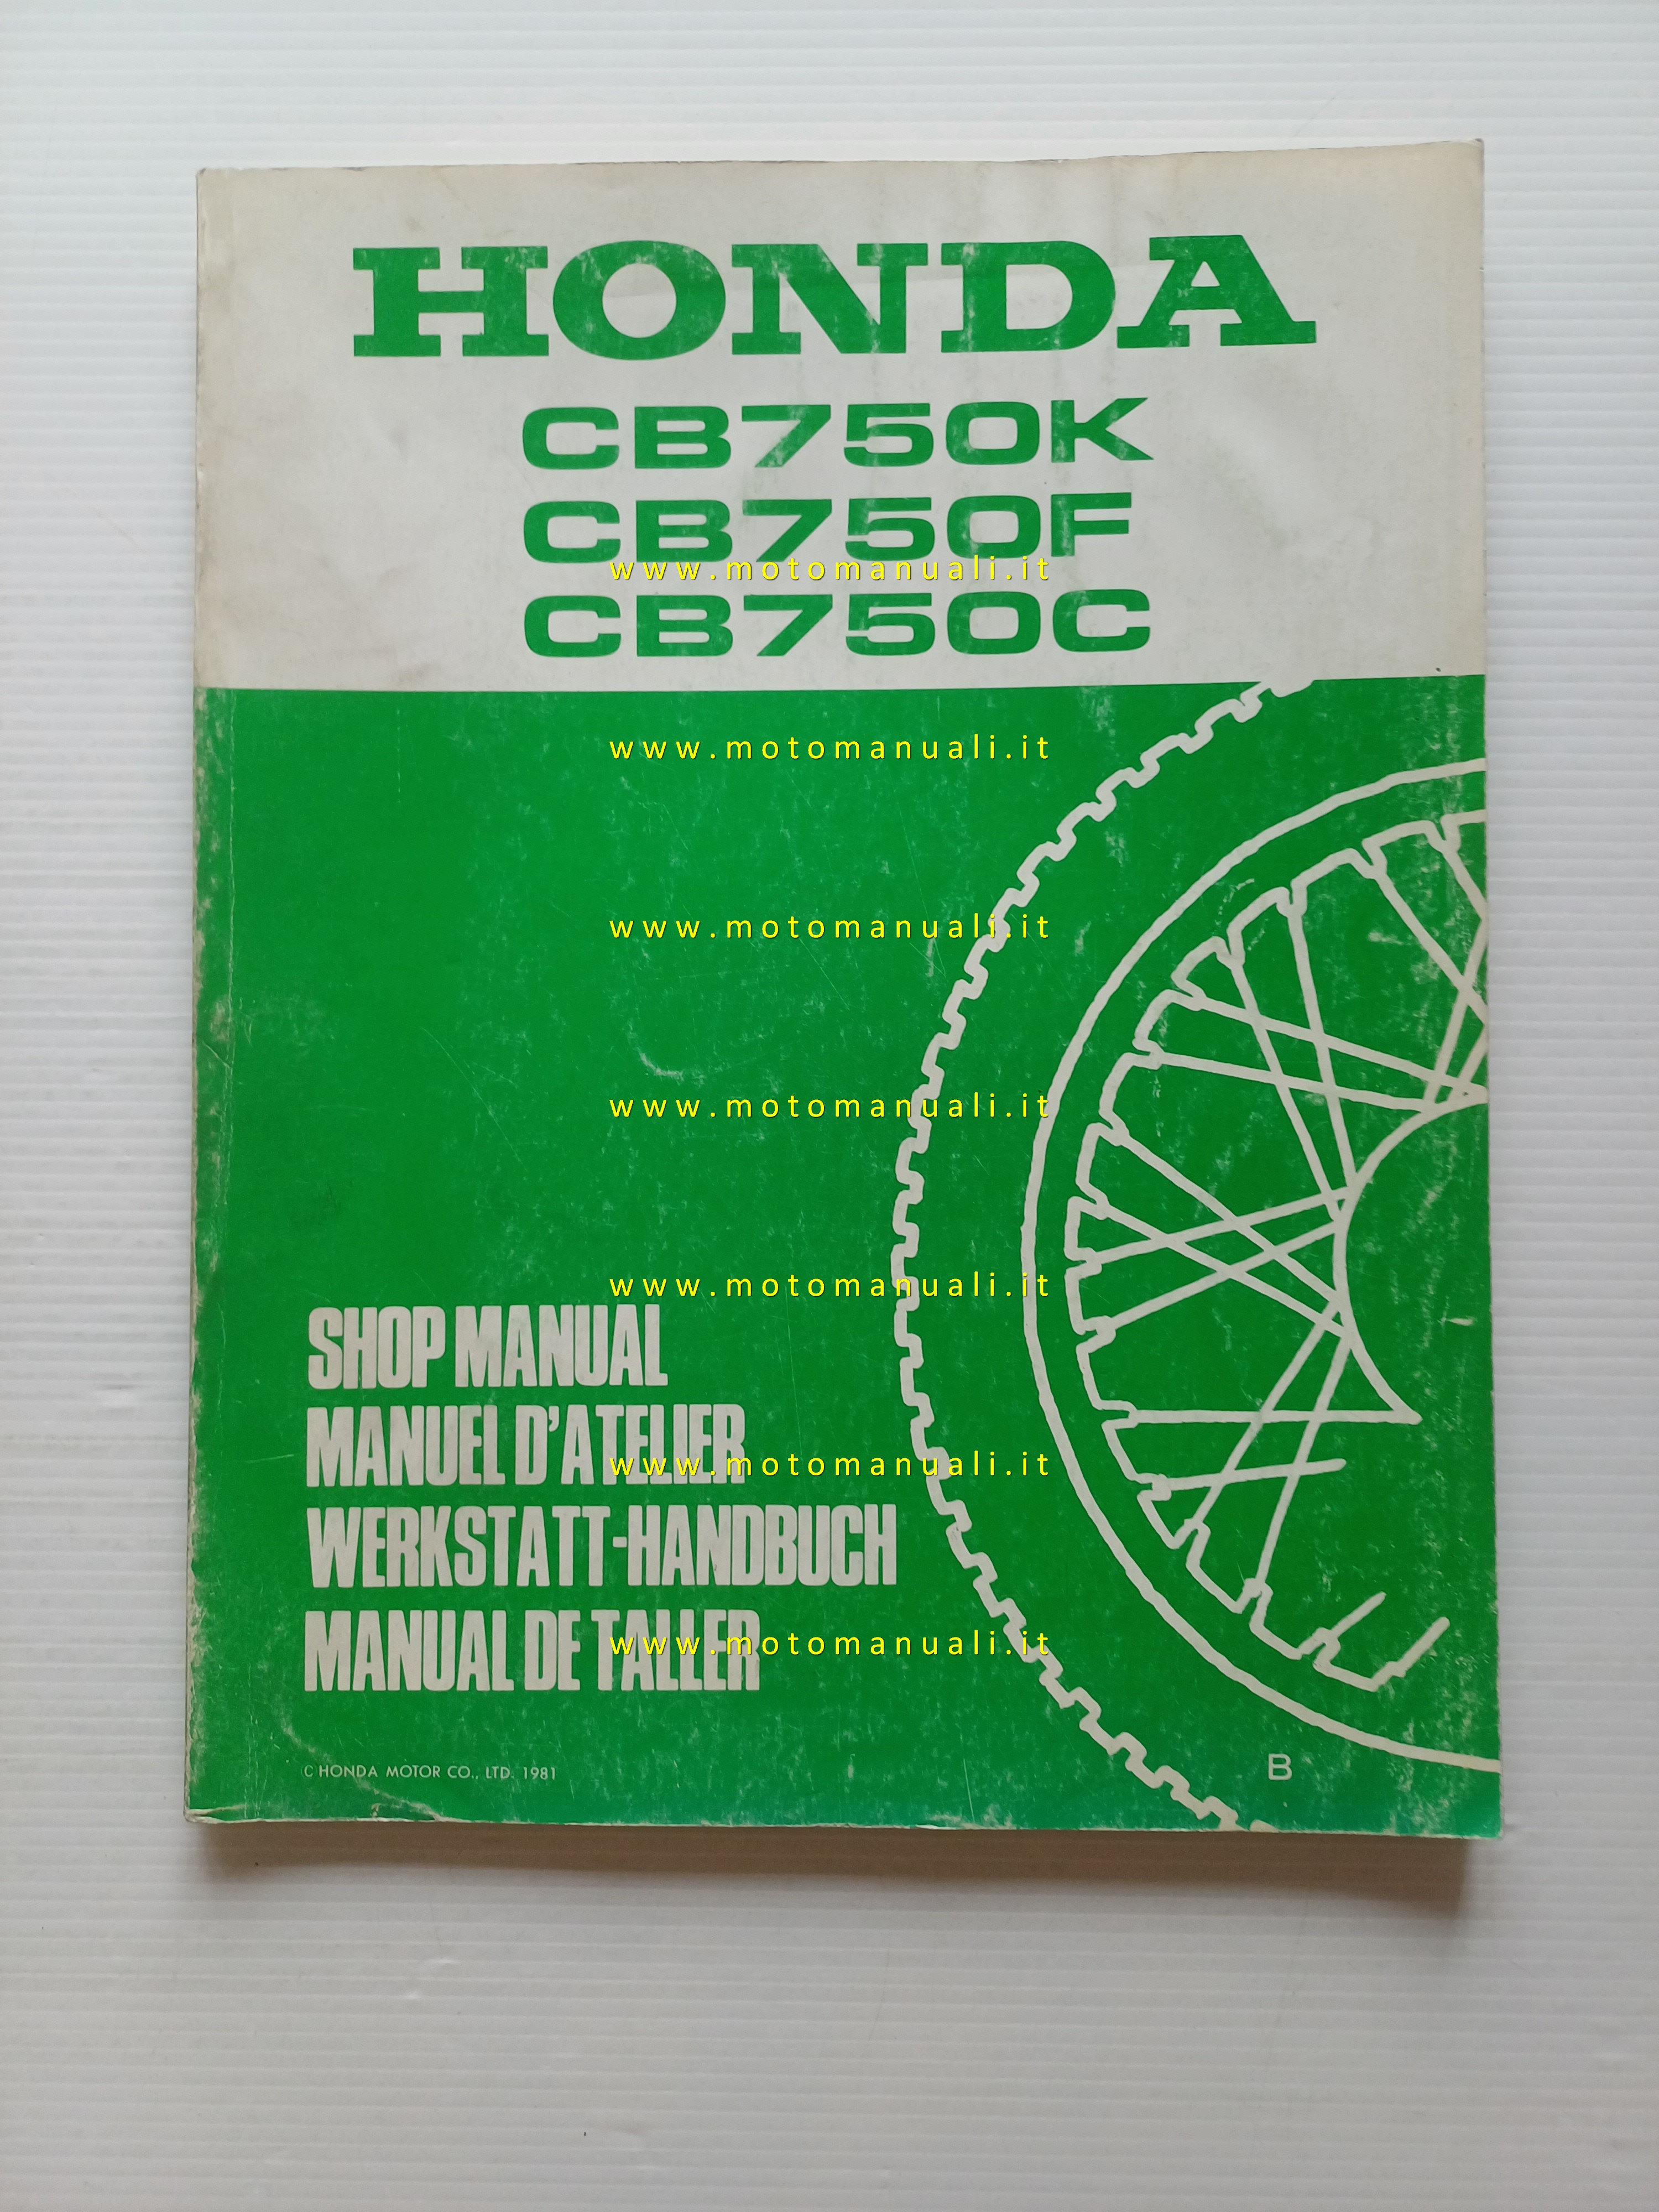 HONDA
CB750K
CB750F
www.motomanuali.it
CB750C
www.motomanuali.it
www.motomanuali.it
www.motomanuali.it
www.motomanuali.it
SHOP MANUAL
MANUEL D'ATELIER
www.motomanuali.it
WERKSTATT-HANDBUCH
MANUAL DE TALLER
www.motomanuali.it
C HONDA MOTOR CO., LTD. 1981
B